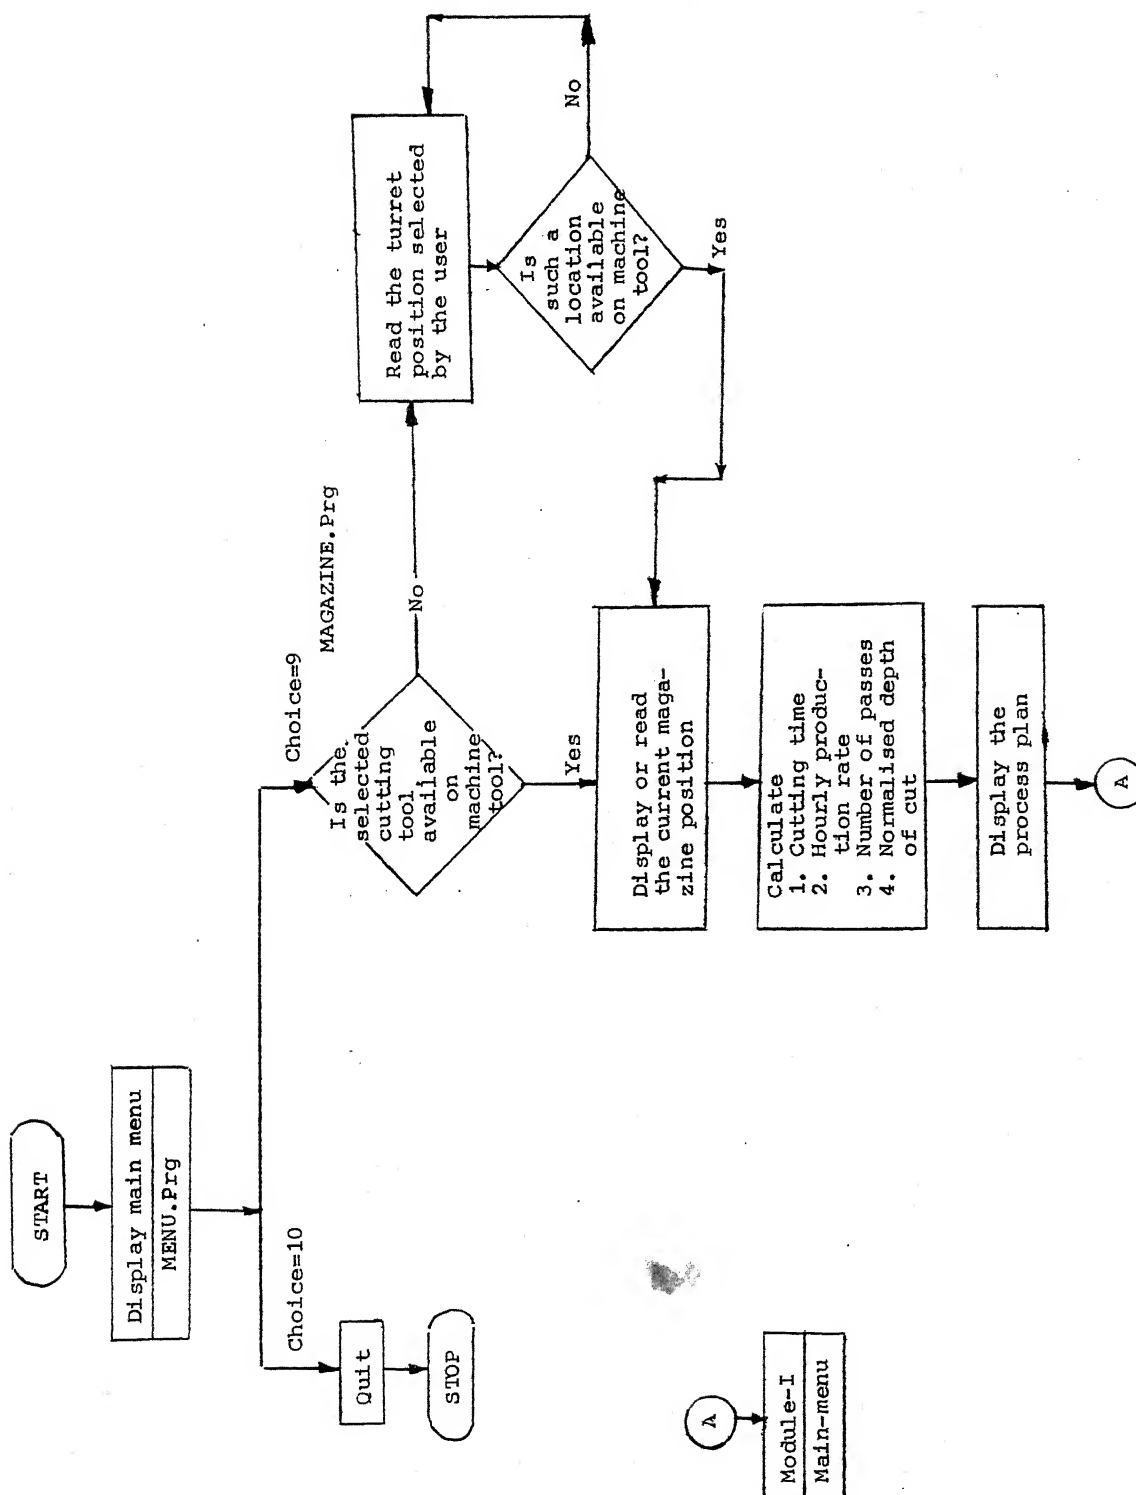 START
Display main menu
MENU.Prg
Choice=10
Quit
STOP
Choice=9
MAGAZINE.Prg
Is the
selected
cutting
tool
available
on
machine
tool?
No
Yes
Read the turret
position selected
by the user
Is
such a
location
available
on machine
tool?
No
Yes
Display or read
the current maga-
zine position
Calculate
1. Cutting time
2. Hourly produc-
tion rate
3. Number of passes
4. Normalised depth
of cut
Display the
process plan
A
A
Module-I
Main-menu